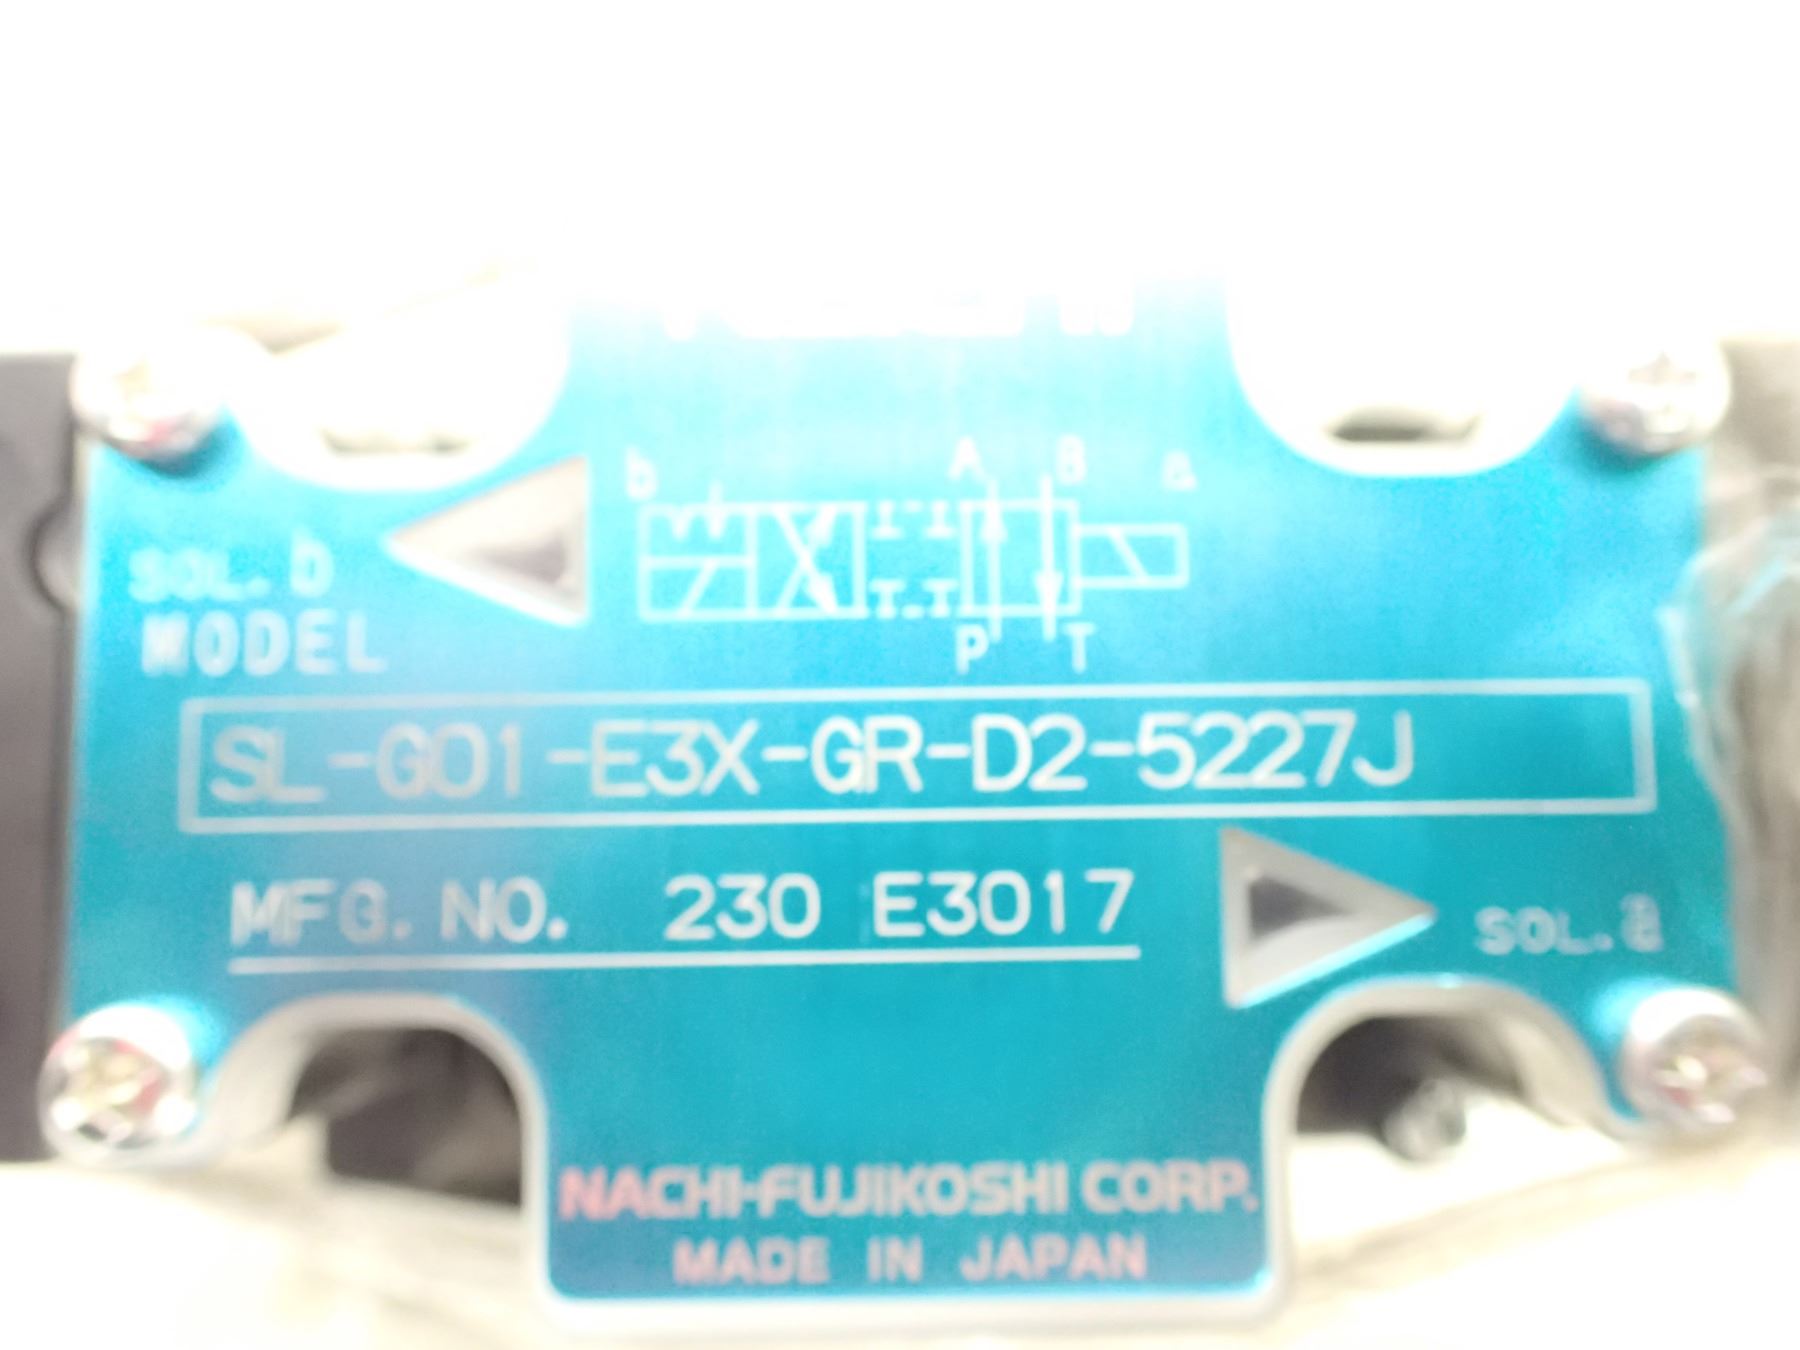 b A B a
SOL. b
P T
MODEL
SL-G01-E3X-GR-D2-5227J
MFG. NO. 230 E3017
SOL. a
NACHI-FUJIKOSHI CORP.
MADE IN JAPAN